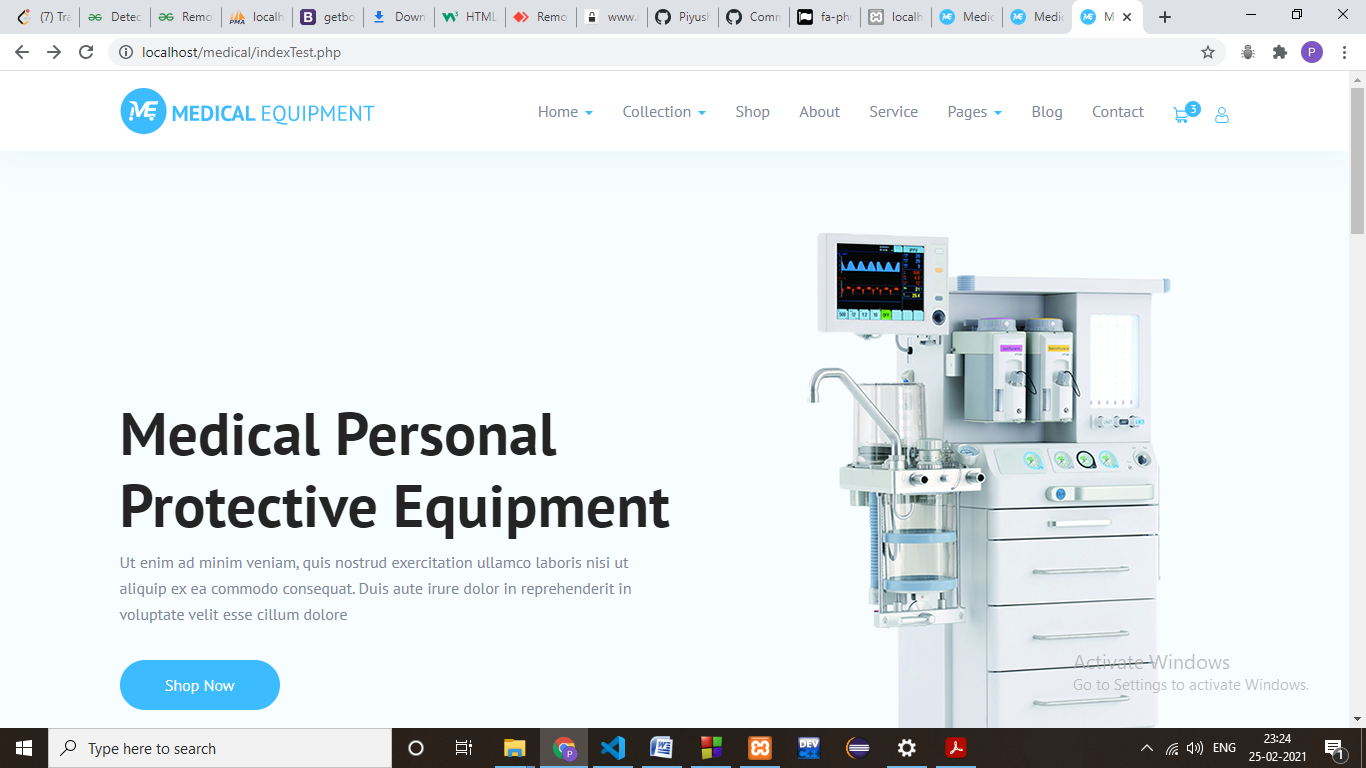 (7) Tra
Detec
Remo
localh
getbo
Down
HTML
Remo
www.
Piyus
Comm
fa-ph
localh
Medic
Medic
M
localhost/medical/indexTest.php
P
ME MEDICAL EQUIPMENT
Home
Collection
Shop
About
Service
Pages
Blog
Contact
3
Medical Personal
Protective Equipment
Ut enim ad minim veniam, quis nostrud exercitation ullamco laboris nisi ut
aliquip ex ea commodo consequat. Duis aute irure dolor in reprehenderit in
voluptate velit esse cillum dolore
Shop Now
Activate Windows
Go to Settings to activate Windows.
Type here to search
DEV
ENG
23:24
25-02-2021
1